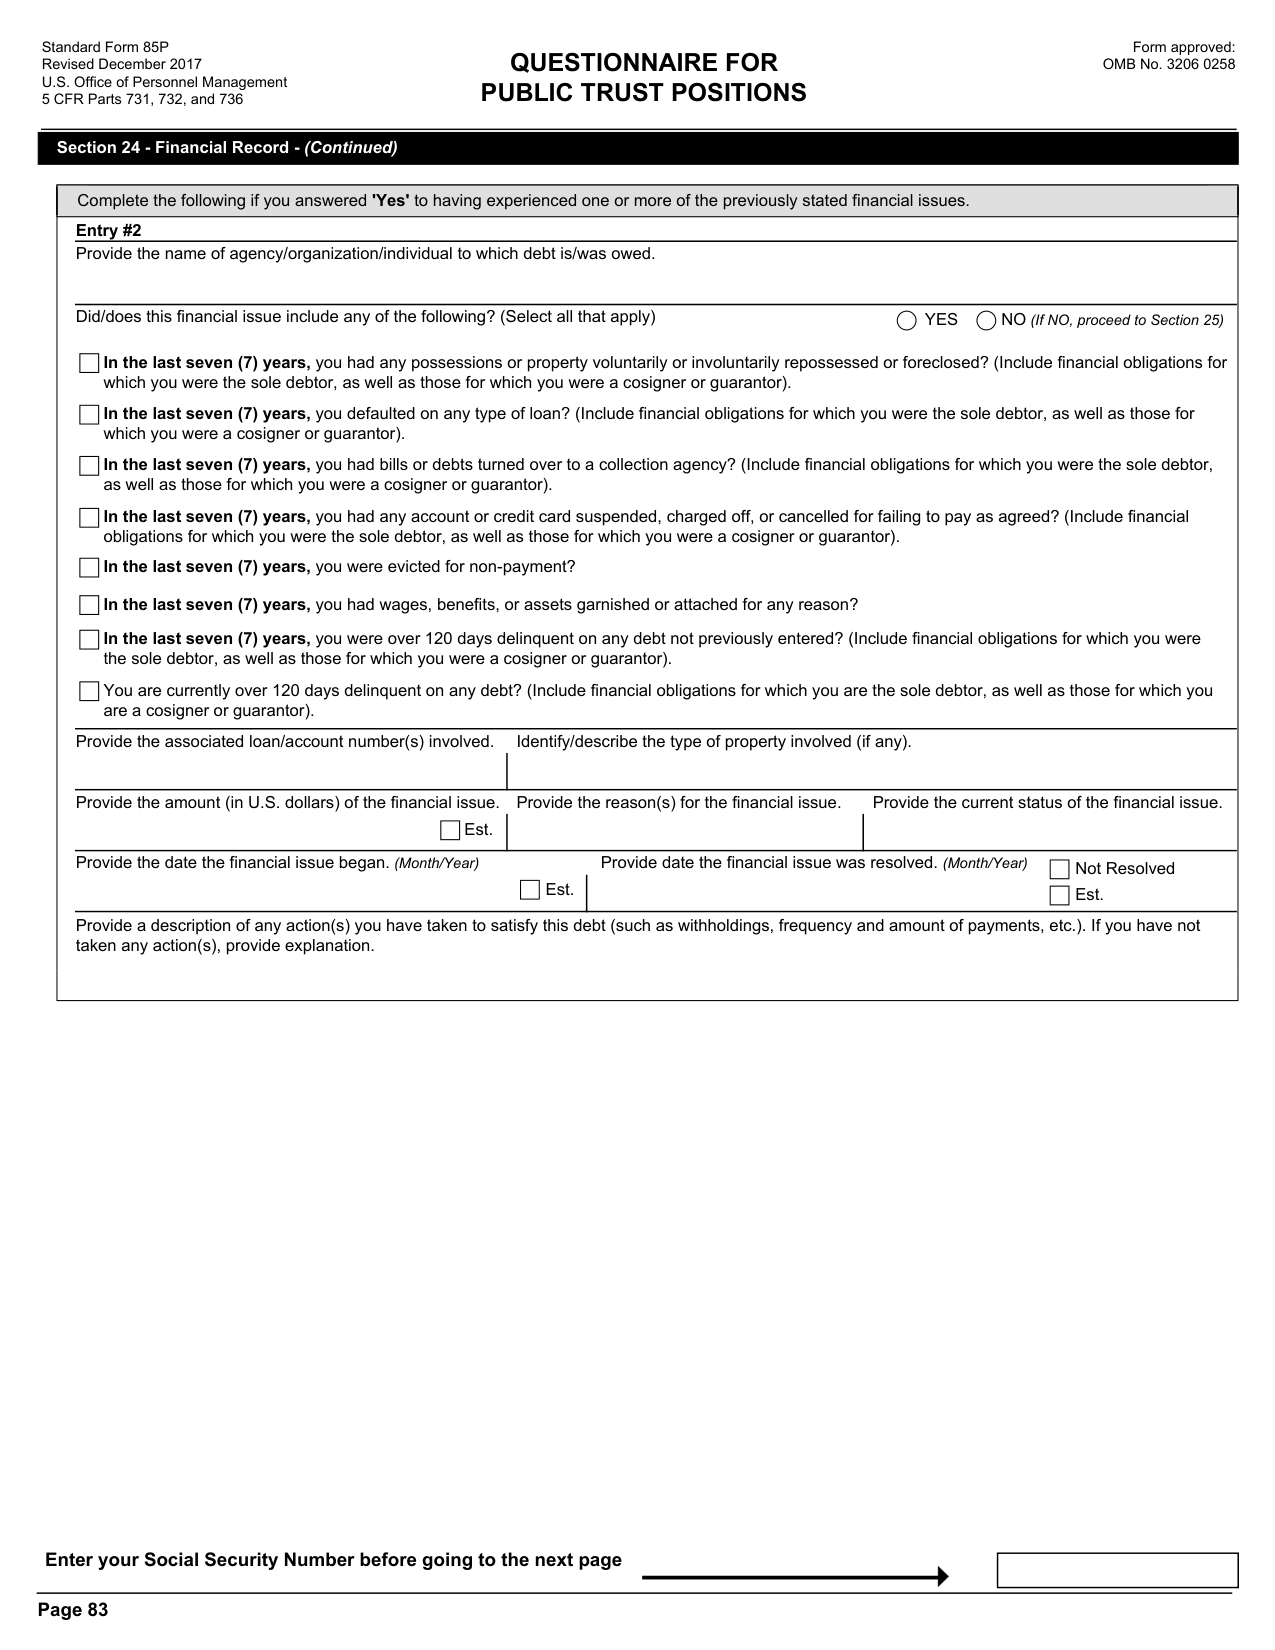 Standard Form 85P
Revised December 2017
U.S. Office of Personnel Management
5 CFR Parts 731, 732, and 736
QUESTIONNAIRE FOR
PUBLIC TRUST POSITIONS
Form approved:
OMB No. 3206 0258
Section 24 - Financial Record - (Continued)
Complete the following if you answered 'Yes' to having experienced one or more of the previously stated financial issues.
Entry #2
Provide the name of agency/organization/individual to which debt is/was owed.
Did/does this financial issue include any of the following? (Select all that apply)
YES NO (If NO, proceed to Section 25)
In the last seven (7) years, you had any possessions or property voluntarily or involuntarily repossessed or foreclosed? (Include financial obligations for
which you were the sole debtor, as well as those for which you were a cosigner or guarantor).
In the last seven (7) years, you defaulted on any type of loan? (Include financial obligations for which you were the sole debtor, as well as those for
which you were a cosigner or guarantor).
In the last seven (7) years, you had bills or debts turned over to a collection agency? (Include financial obligations for which you were the sole debtor,
as well as those for which you were a cosigner or guarantor).
In the last seven (7) years, you had any account or credit card suspended, charged off, or cancelled for failing to pay as agreed? (Include financial
obligations for which you were the sole debtor, as well as those for which you were a cosigner or guarantor).
In the last seven (7) years, you were evicted for non-payment?
In the last seven (7) years, you had wages, benefits, or assets garnished or attached for any reason?
In the last seven (7) years, you were over 120 days delinquent on any debt not previously entered? (Include financial obligations for which you were
the sole debtor, as well as those for which you were a cosigner or guarantor).
You are currently over 120 days delinquent on any debt? (Include financial obligations for which you are the sole debtor, as well as those for which you
are a cosigner or guarantor).
Provide the associated loan/account number(s) involved.
Identify/describe the type of property involved (if any).
Provide the amount (in U.S. dollars) of the financial issue.
Est.
Provide the reason(s) for the financial issue.
Provide the current status of the financial issue.
Provide the date the financial issue began. (Month/Year)
Est.
Provide date the financial issue was resolved. (Month/Year)
Not Resolved
Est.
Provide a description of any action(s) you have taken to satisfy this debt (such as withholdings, frequency and amount of payments, etc.). If you have not
taken any action(s), provide explanation.
Enter your Social Security Number before going to the next page
Page 83